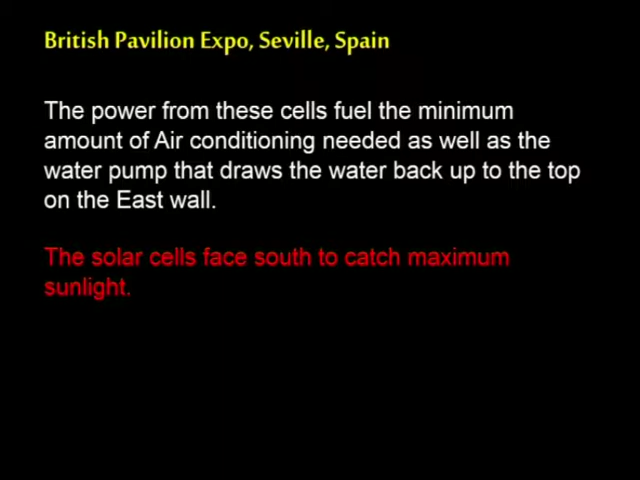 British Pavilion Expo, Seville, Spain
The power from these cells fuel the minimum
amount of Air conditioning needed as well as the
water pump that draws the water back up to the top
on the East wall.
The solar cells face south to catch maximum
sunlight.